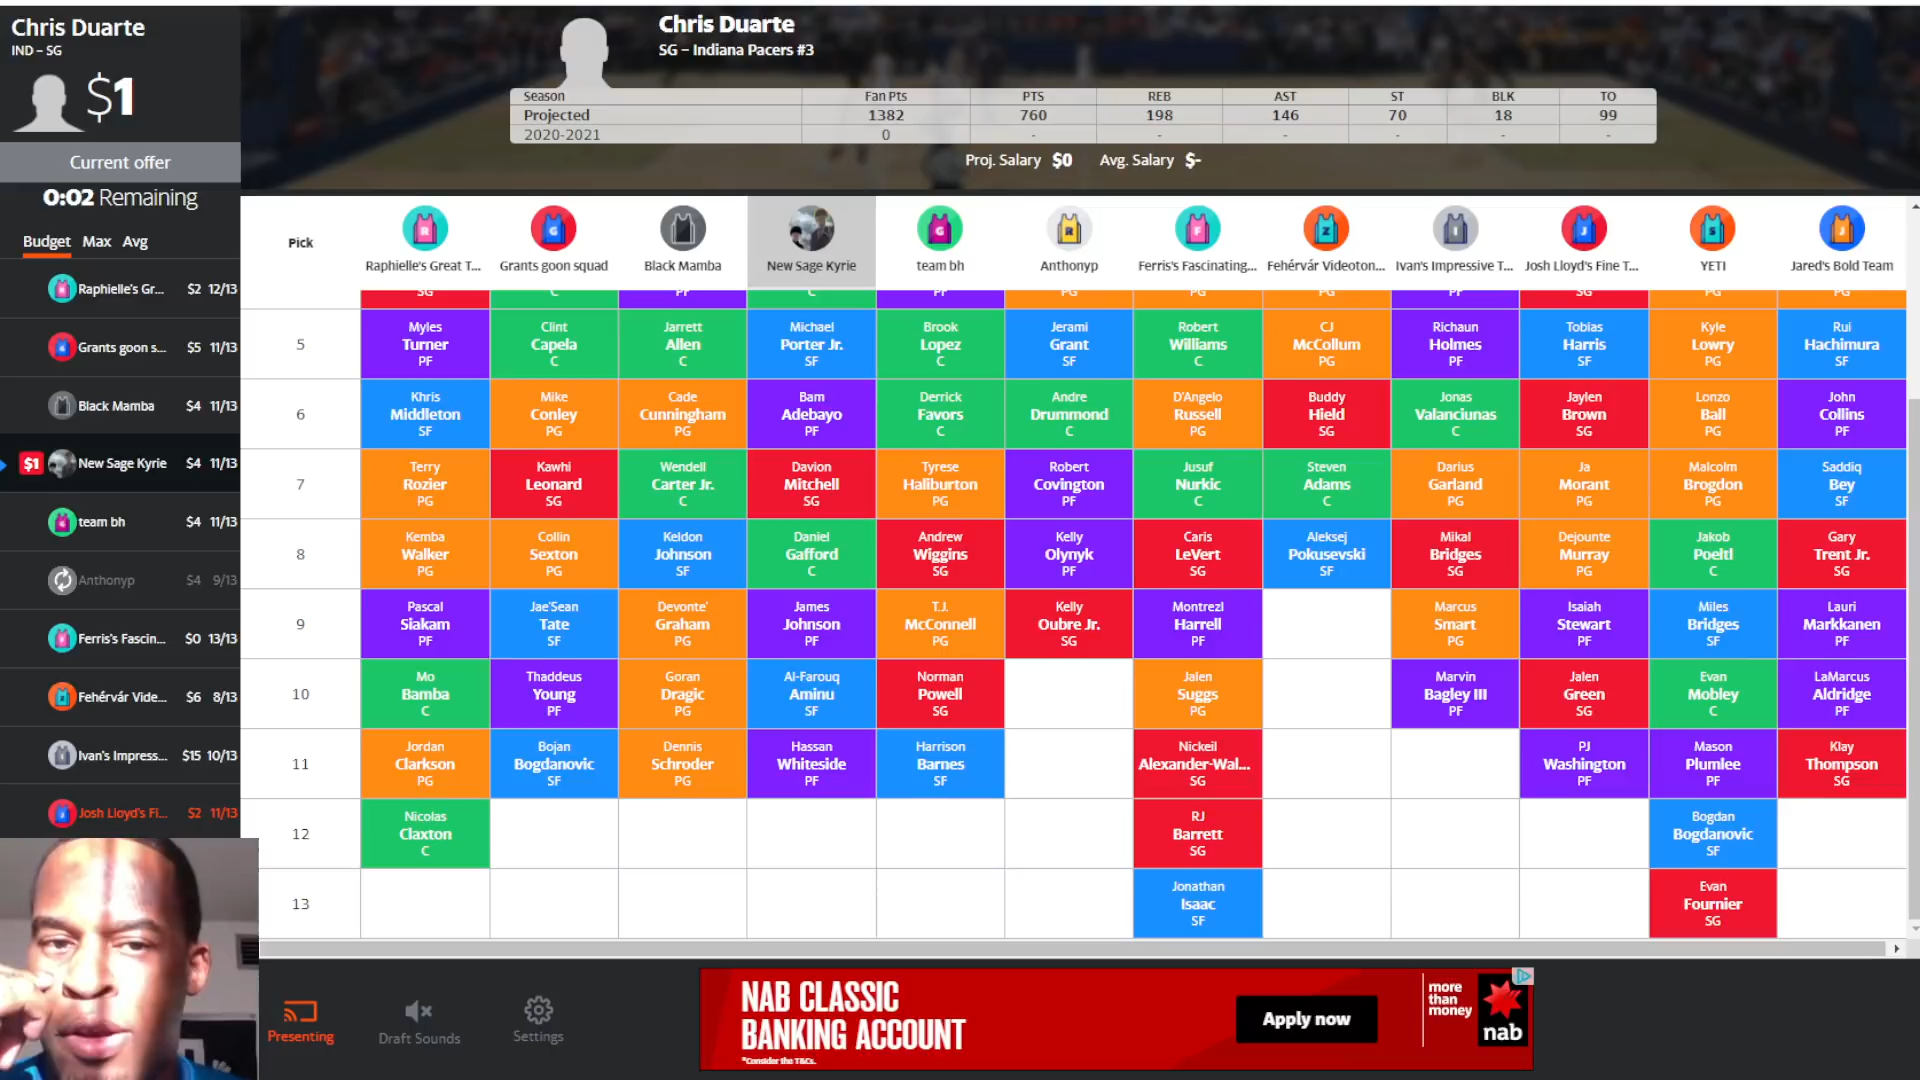 Chris Duarte
IND – SG
$1
Current offer
0:02 Remaining
Budget Max Avg
Raphielle's Gr... $2 12/13
Grants goon s... $5 11/13
Black Mamba $4 11/13
$1 New Sage Kyrie $4 11/13
team bh $4 11/13
Anthonyp $4 9/13
Ferris's Fascin... $0 13/13
Fehérvár Vide... $6 8/13
Ivan's Impress... $15 10/13
Josh Lloyd's Fi... $2 11/13
Chris Duarte
SG – Indiana Pacers #3
Season Fan Pts PTS REB AST ST BLK TO
Projected 1382 760 198 146 70 18 99
2020-2021 0 - - - - - -
Proj. Salary $0 Avg. Salary $-
Pick Raphielle's Great T... Grants goon squad Black Mamba New Sage Kyrie team bh Anthonyp Ferris's Fascinating... Fehérvár Videoton... Ivan's Impressive T... Josh Lloyd's Fine T... YETI Jared's Bold Team
SG C PF C PF PG PG PG PF SG PG PG
Myles Clint Jarrett Michael Brook Jerami Robert CJ Richaun Tobias Kyle Rui
5 Turner Capela Allen Porter Jr. Lopez Grant Williams McCollum Holmes Harris Lowry Hachimura
PF C C SF C SF C PG PF SF PG SF
Khris Mike Cade Bam Derrick Andre D'Angelo Buddy Jonas Jaylen Lonzo John
6 Middleton Conley Cunningham Adebayo Favors Drummond Russell Hield Valanciunas Brown Ball Collins
SF PG PG PF C C PG SG C SG PG PF
Terry Kawhi Wendell Davion Tyrese Robert Jusuf Steven Darius Ja Malcolm Saddiq
7 Rozier Leonard Carter Jr. Mitchell Haliburton Covington Nurkic Adams Garland Morant Brogdon Bey
PG SG C SG PG PF C C PG PG PG SF
Kemba Collin Keldon Daniel Andrew Kelly Caris Aleksej Mikal Dejounte Jakob Gary
8 Walker Sexton Johnson Gafford Wiggins Olynyk LeVert Pokusevski Bridges Murray Poeltl Trent Jr.
PG PG SF C SG PF SG SF SG PG C SG
Pascal Jae'Sean Devonte' James T.J. Kelly Montrezl Marcus Isaiah Miles Lauri
9 Siakam Tate Graham Johnson McConnell Oubre Jr. Harrell Smart Stewart Bridges Markkanen
PF SF PG PF PG SG PF PG PF SF PF
Mo Thaddeus Goran Al-Farouq Norman Jalen Marvin Jalen Evan LaMarcus
10 Bamba Young Dragic Aminu Powell Suggs Bagley III Green Mobley Aldridge
C PF PG SF SG PG PF SG C PF
Jordan Bojan Dennis Hassan Harrison Nickeil PJ Mason Klay
11 Clarkson Bogdanovic Schroder Whiteside Barnes Alexander-Wal... Washington Plumlee Thompson
PG SF PG PF SF SG PF PF SG
Nicolas RJ Bogdan
12 Claxton Barrett Bogdanovic
C SG SF
Jonathan Evan
13 Isaac Fournier
SF SG
Presenting Draft Sounds Settings
NAB CLASSIC
BANKING ACCOUNT
*Consider the T&Cs.
Apply now
more
than
money
nab